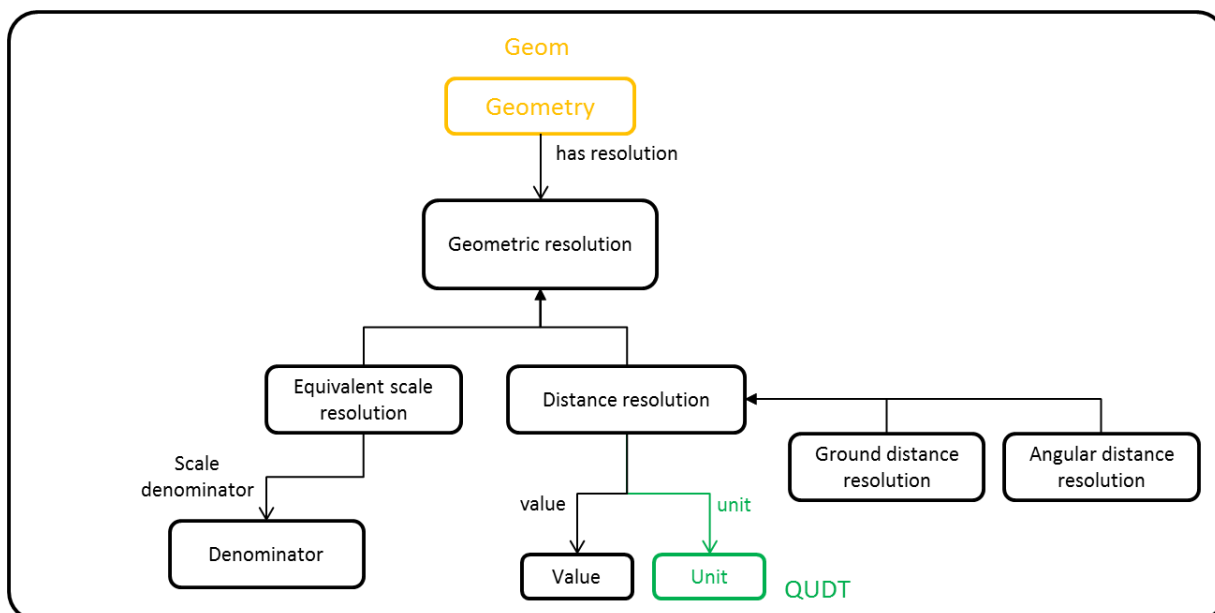 Geom
Geometry
has resolution
Geometric resolution
Equivalent scale
resolution
Distance resolution
Ground distance
resolution
Angular distance
resolution
Scale
denominator
value
unit
Denominator
Value
Unit
QUDT